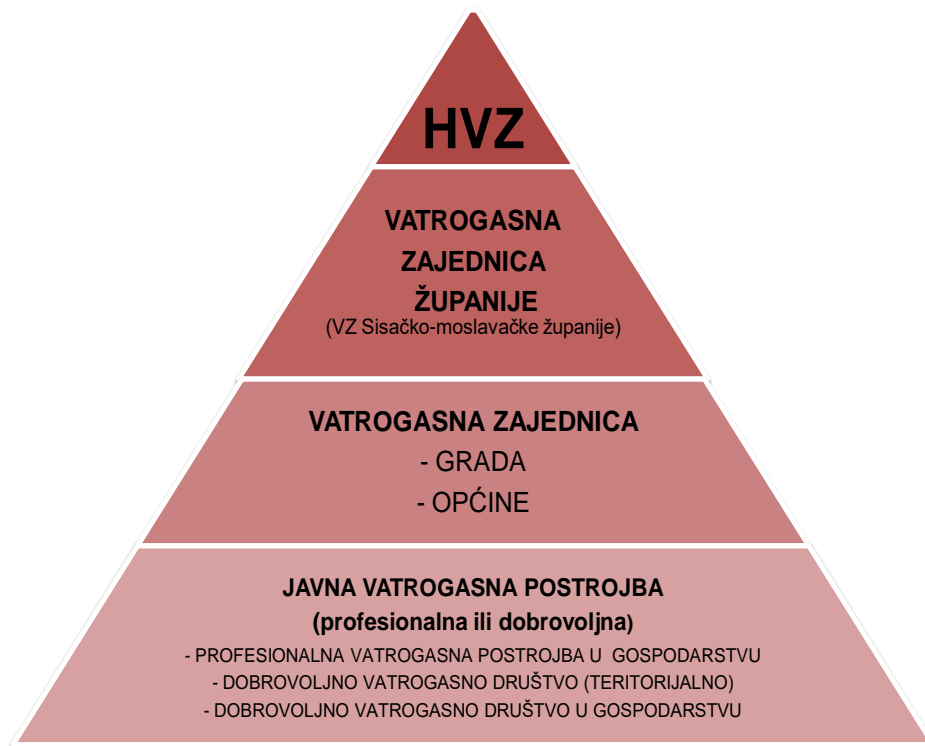 HVZ
VATROGASNA
ZAJEDNICA
ŽUPANIJE
(VZ Sisačko-moslavačke županije)
VATROGASNA ZAJEDNICA
- GRADA
- OPĆINE
JAVNA VATROGASNA POSTROJBA
(profesionalna ili dobrovoljna)
- PROFESIONALNA VATROGASNA POSTROJBA U GOSPODARSTVU
- DOBROVOLJNO VATROGASNO DRUŠTVO (TERITORIJALNO)
- DOBROVOLJNO VATROGASNO DRUŠTVO U GOSPODARSTVU